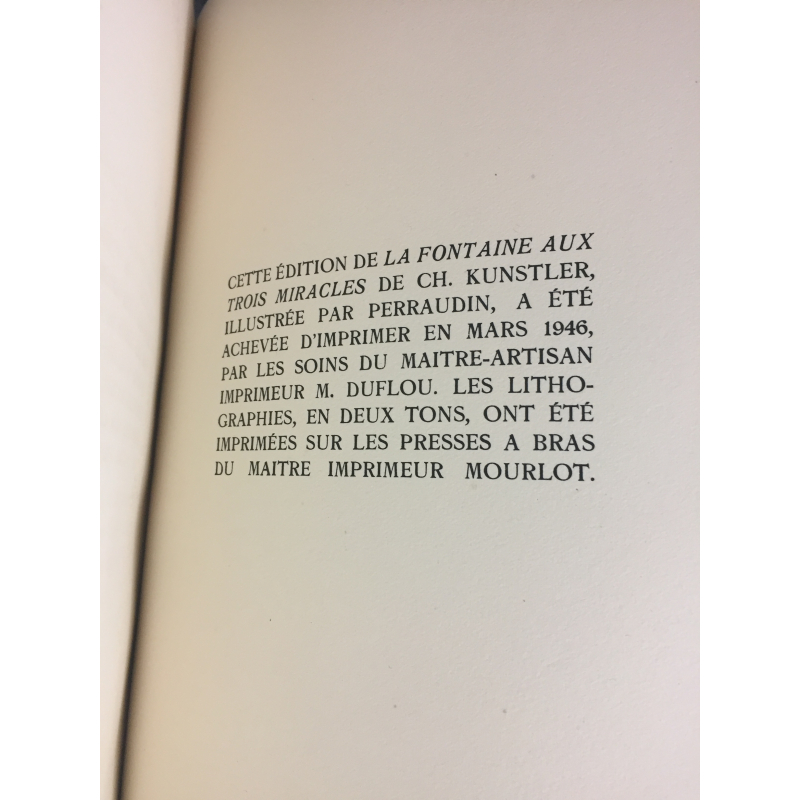 CETTE ÉDITION DE LA FONTAINE AUX
TROIS MIRACLES DE CH. KUNSTLER,
ILLUSTRÉE PAR PERRAUDIN, A ÉTÉ
ACHEVÉE D'IMPRIMER EN MARS 1946,
PAR LES SOINS DU MAITRE-ARTISAN
IMPRIMEUR M. DUFLOU. LES LITHO-
GRAPHIES, EN DEUX TONS, ONT ÉTÉ
IMPRIMÉES SUR LES PRESSES A BRAS
DU MAITRE IMPRIMEUR MOURLOT.